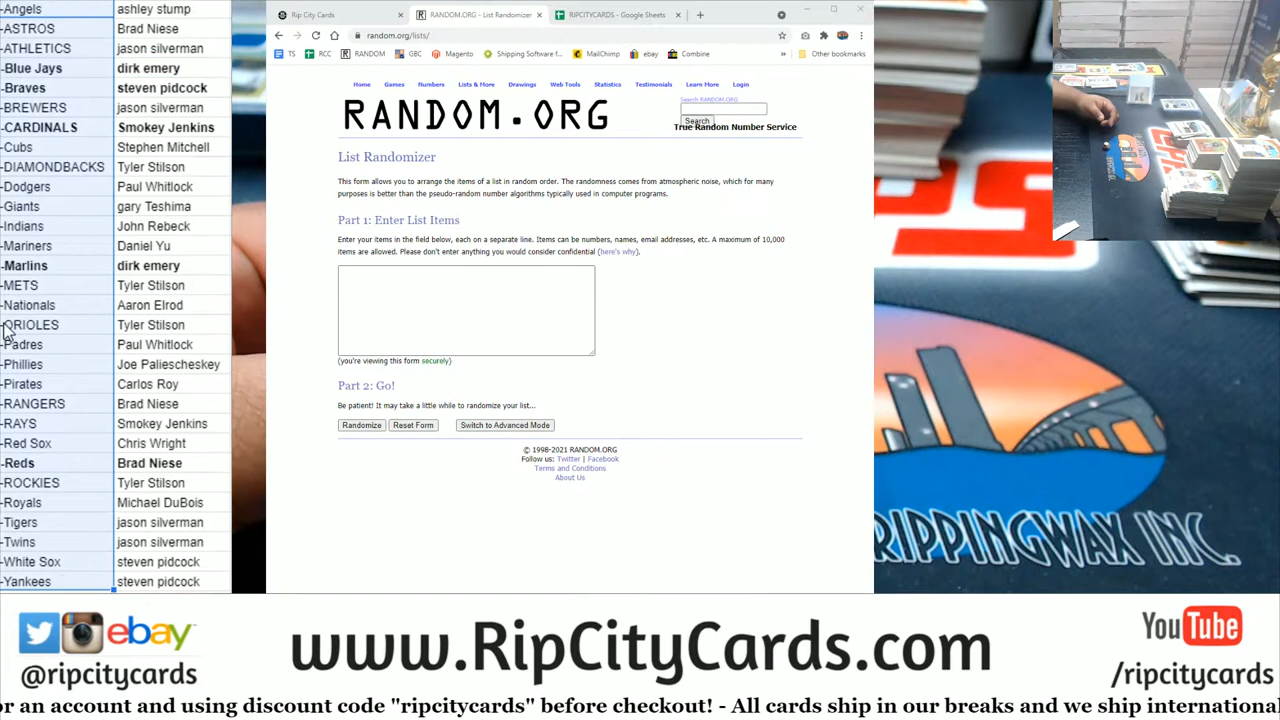 -Angels ashley stump
-ASTROS Brad Niese
-ATHLETICS jason silverman
-Blue Jays dirk emery
-Braves steven pidcock
-BREWERS jason silverman
-CARDINALS Smokey Jenkins
-Cubs Stephen Mitchell
-DIAMONDBACKS Tyler Stilson
-Dodgers Paul Whitlock
-Giants gary Teshima
-Indians John Rebeck
-Mariners Daniel Yu
-Marlins dirk emery
-METS Tyler Stilson
-Nationals Aaron Elrod
-ORIOLES Tyler Stilson
-Padres Paul Whitlock
-Phillies Joe Paliescheskey
-Pirates Carlos Roy
-RANGERS Brad Niese
-RAYS Smokey Jenkins
-Red Sox Chris Wright
-Reds Brad Niese
-ROCKIES Tyler Stilson
-Royals Michael DuBois
-Tigers jason silverman
-Twins jason silverman
-White Sox steven pidcock
-Yankees steven pidcock
Rip City Cards
RANDOM.ORG - List Randomizer
RIPCITYCARDS - Google Sheets
random.org/lists/
TS RCC RANDOM GBC Magento Shipping Software f... MailChimp ebay Combine » Other bookmarks
Home Games Numbers Lists & More Drawings Web Tools Statistics Testimonials Learn More Login
RANDOM.ORG
Search RANDOM.ORG
Search
True Random Number Service
List Randomizer
This form allows you to arrange the items of a list in random order. The randomness comes from atmospheric noise, which for many
purposes is better than the pseudo-random number algorithms typically used in computer programs.
Part 1: Enter List Items
Enter your items in the field below, each on a separate line. Items can be numbers, names, email addresses, etc. A maximum of 10,000
items are allowed. Please don't enter anything you would consider confidential (here's why).
(you're viewing this form securely)
Part 2: Go!
Be patient! It may take a little while to randomize your list...
Randomize Reset Form Switch to Advanced Mode
© 1998-2021 RANDOM.ORG
Follow us: Twitter | Facebook
Terms and Conditions
About Us
RIPPINGWAX INC.
ebay
@ripcitycards
www.RipCityCards.com
YouTube
/ripcitycards
or an account and using discount code "ripcitycards" before checkout! - All cards ship in our breaks and we ship internationa